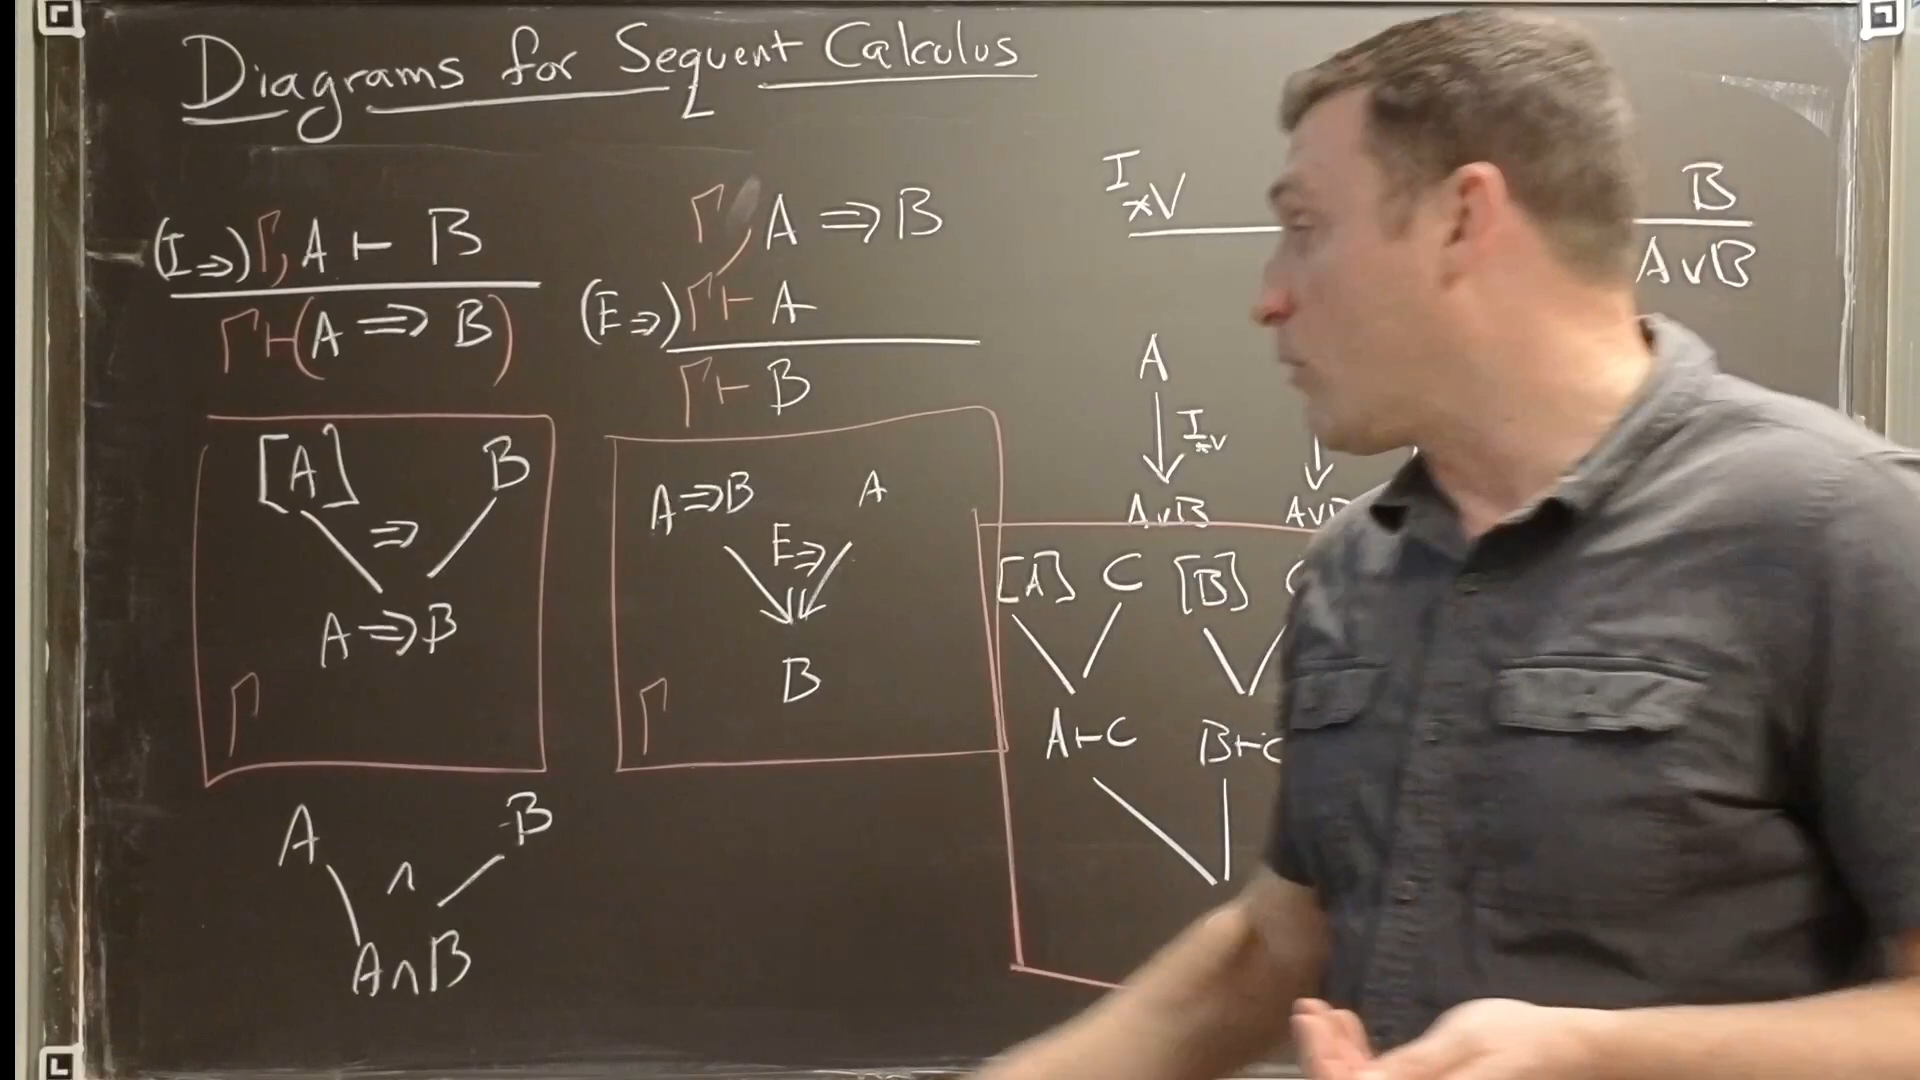 Diagrams for Sequent Calculus
(I⇒) Γ, A ⊢ B
Γ⊢(A ⇒ B)
Γ, A ⇒ B
(E⇒) Γ ⊢ A
Γ ⊢ B
I*∨
B
A∨B
[A] B
⇒
A⇒B
Γ
A⇒B A
E⇒
B
Γ
A
I*∨
A∨B
[A] C [B]
A⊢C B⊢C
A B
∧
A∧B